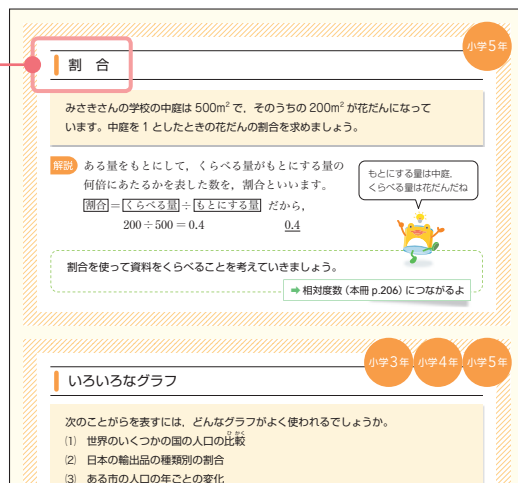 小学5年
割 合
みさきさんの学校の中庭は 500m² で，そのうちの 200m² が花だんになって
います。中庭を 1 としたときの花だんの割合を求めましょう。
解説 ある量をもとにして，くらべる量がもとにする量の
何倍にあたるかを表した数を，割合といいます。
割合＝くらべる量÷もとにする量 だから，
200÷500＝0.4 0.4
もとにする量は中庭，
くらべる量は花だんだね
割合を使って資料をくらべることを考えていきましょう。
➡ 相対度数（本冊 p.206）につながるよ
小学3年 小学4年 小学5年
いろいろなグラフ
次のことがらを表すには，どんなグラフがよく使われるでしょうか。
ひ かく
⑴ 世界のいくつかの国の人口の比較
⑵ 日本の輸出品の種類別の割合
⑶ ある市の人口の年ごとの変化